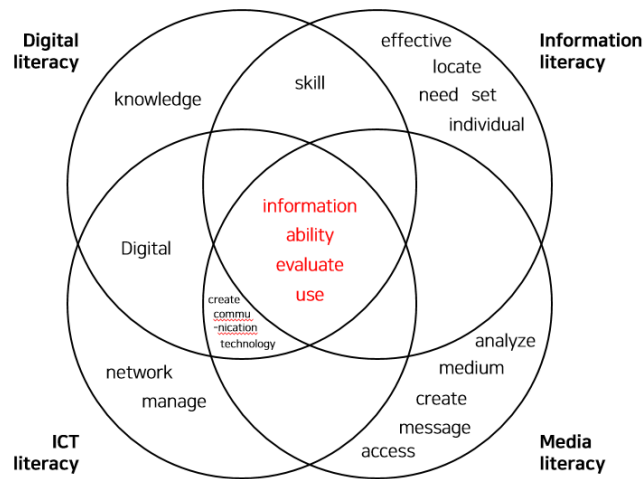 Digital
literacy
Information
literacy
effective
locate
need set
individual
skill
knowledge
information
ability
evaluate
use
Digital
create
commu
-nication
technology
network
manage
analyze
medium
create
message
access
ICT
literacy
Media
literacy